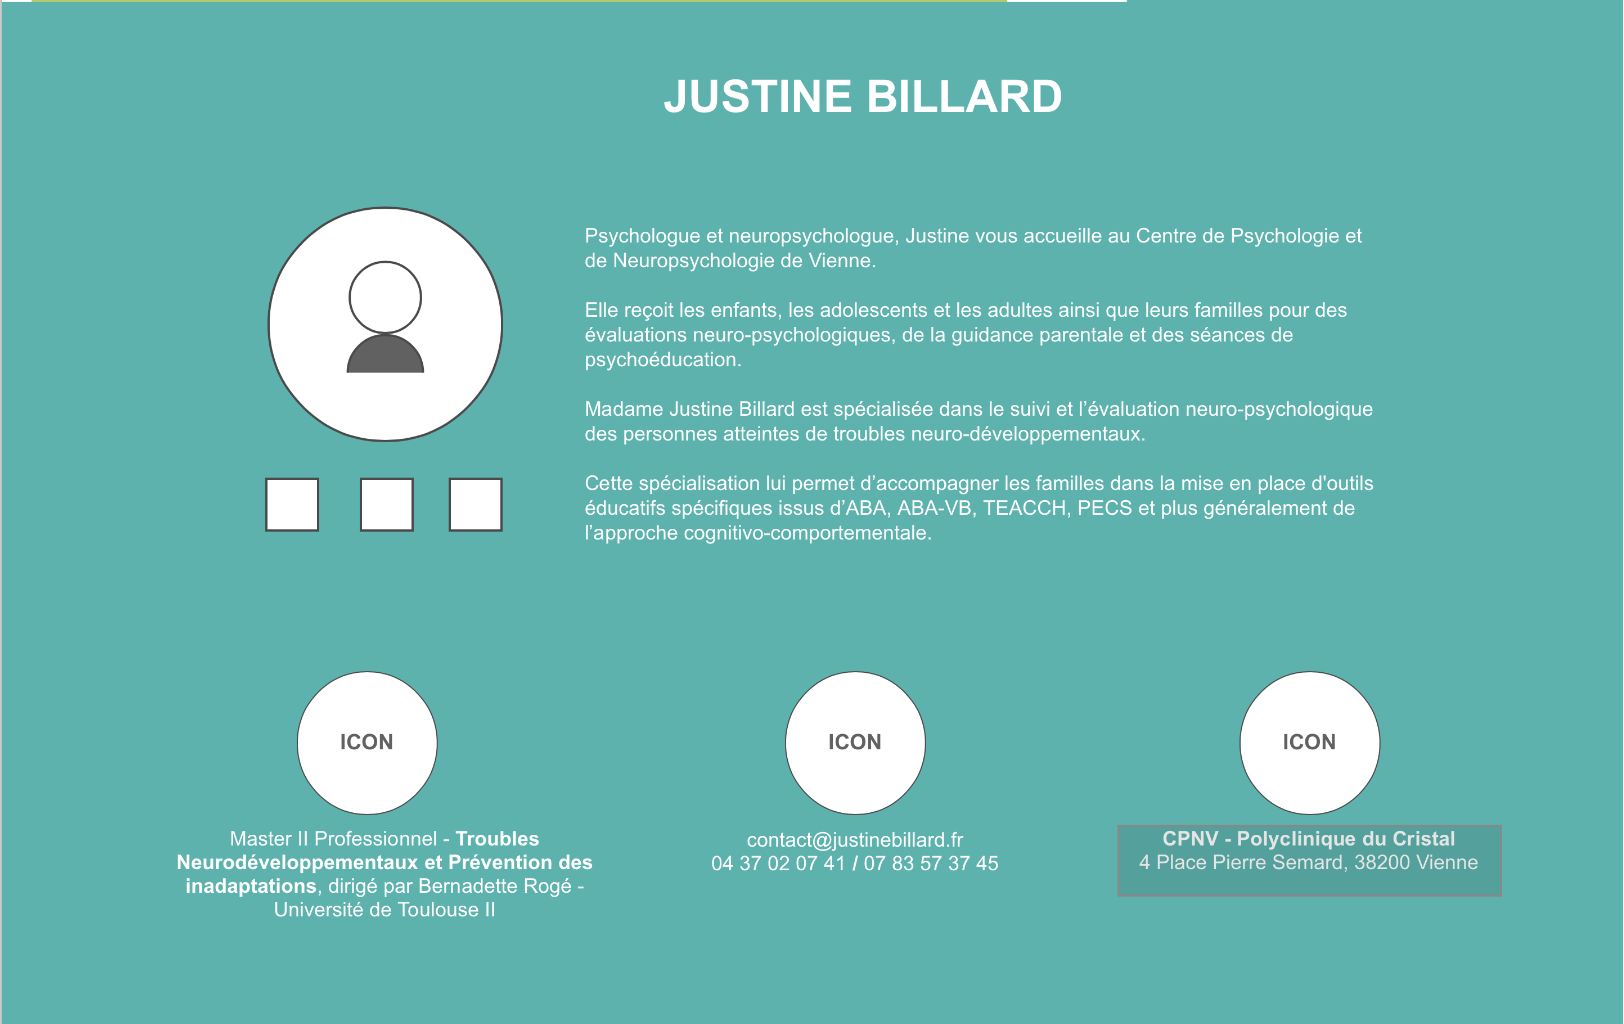 JUSTINE BILLARD
Psychologue et neuropsychologue, Justine vous accueille au Centre de Psychologie et
de Neuropsychologie de Vienne.
Elle reçoit les enfants, les adolescents et les adultes ainsi que leurs familles pour des
évaluations neuro-psychologiques, de la guidance parentale et des séances de
psychoéducation.
Madame Justine Billard est spécialisée dans le suivi et l’évaluation neuro-psychologique
des personnes atteintes de troubles neuro-développementaux.
Cette spécialisation lui permet d’accompagner les familles dans la mise en place d'outils
éducatifs spécifiques issus d’ABA, ABA-VB, TEACCH, PECS et plus généralement de
l’approche cognitivo-comportementale.
ICON
Master II Professionnel - Troubles
Neurodéveloppementaux et Prévention des
inadaptations, dirigé par Bernadette Rogé -
Université de Toulouse II
ICON
contact@justinebillard.fr
04 37 02 07 41 / 07 83 57 37 45
ICON
CPNV - Polyclinique du Cristal
4 Place Pierre Semard, 38200 Vienne